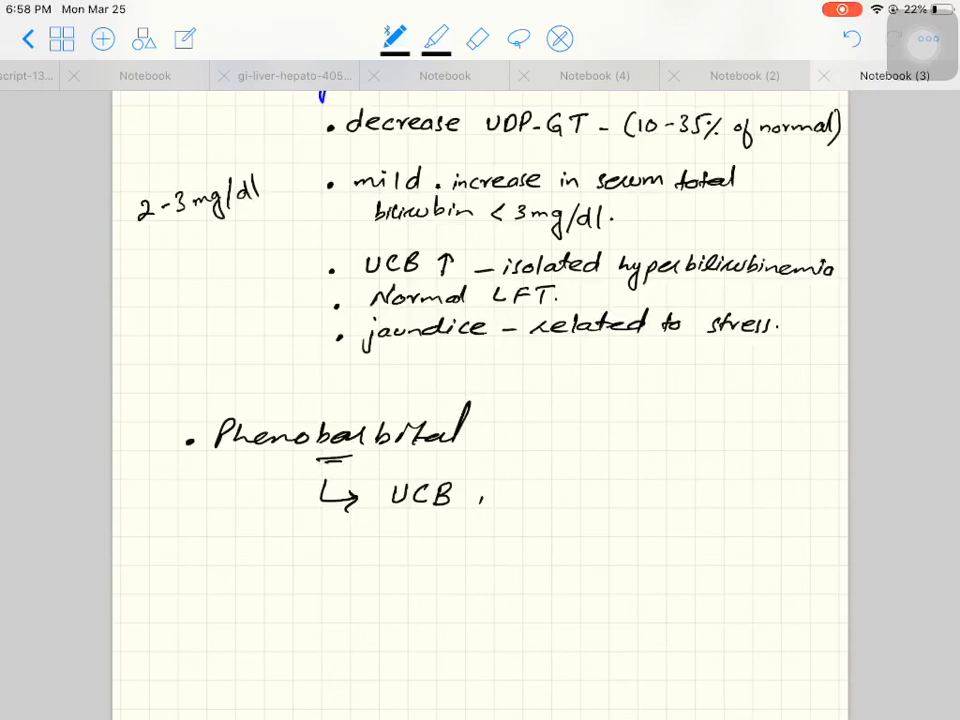 6:58 PM Mon Mar 25
22%
script-13...
Notebook
gi-liver-hepato-405...
Notebook
Notebook (4)
Notebook (2)
Notebook (3)
• decrease UDP-GT - (10-35% of normal)
2-3 mg/dl
• mild . increase in serum total
bilirubin < 3mg/dl.
• UCB ↑ - isolated hyperbilirubinemia
• Normal LFT.
• jaundice - related to stress.
• Phenobarbital
↳ UCB